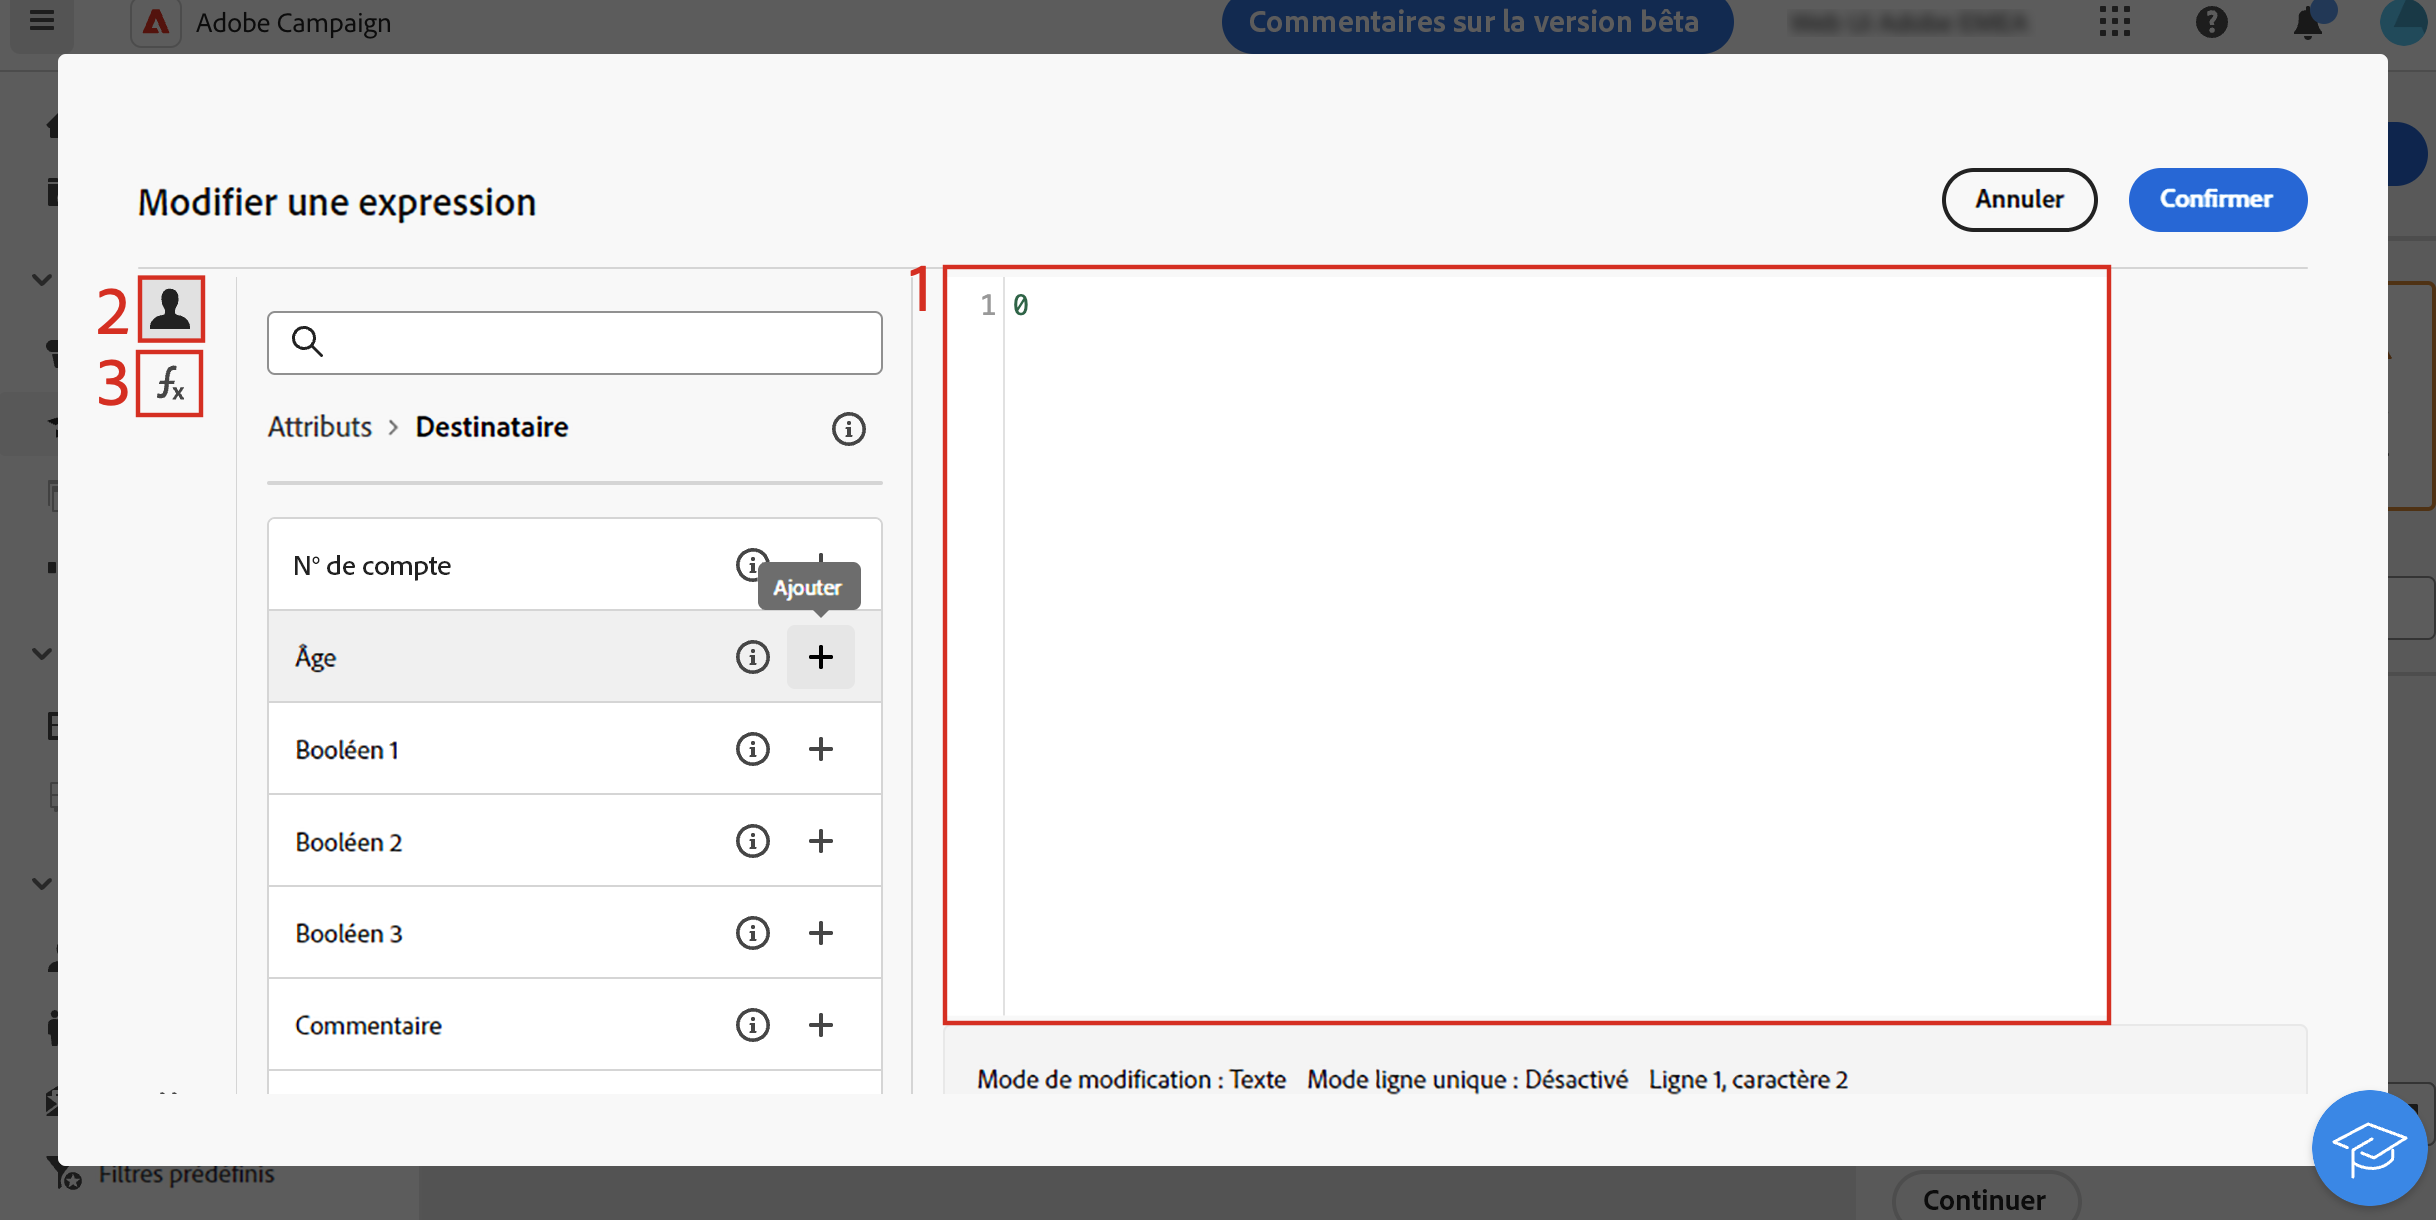 Adobe Campaign
Commentaires sur la version bêta
Modifier une expression
Annuler
Confirmer
1
2
3
fx
1 0
Attributs > Destinataire
N° de compte
Ajouter
Âge
Booléen 1
Booléen 2
Booléen 3
Commentaire
Mode de modification : Texte Mode ligne unique : Désactivé Ligne 1, caractère 2
Filtres prédéfinis
Continuer